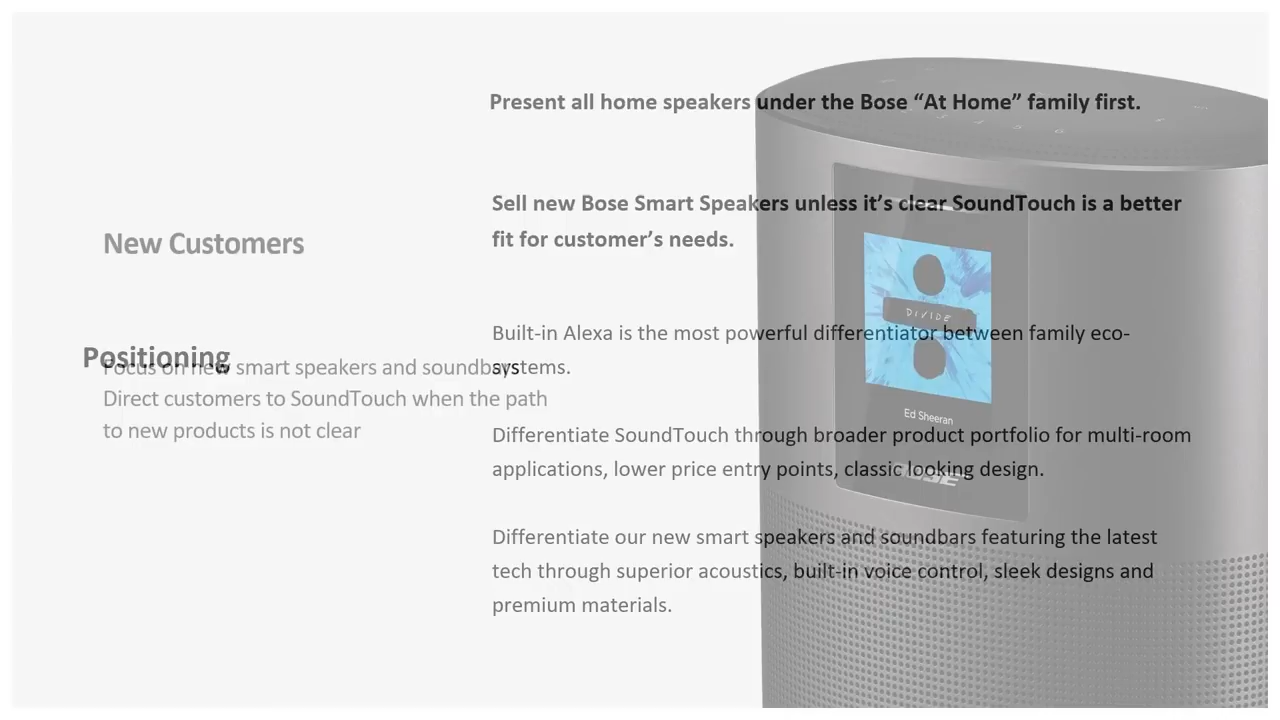 Present all home speakers under the Bose “At Home” family first.
Sell new Bose Smart Speakers unless it’s clear SoundTouch is a better
fit for customer’s needs.
New Customers
Positioning
Focus on new smart speakers and soundbars
Direct customers to SoundTouch when the path
to new products is not clear
Built-in Alexa is the most powerful differentiator between family eco-
systems.
Differentiate SoundTouch through broader product portfolio for multi-room
applications, lower price entry points, classic looking design.
Differentiate our new smart speakers and soundbars featuring the latest
tech through superior acoustics, built-in voice control, sleek designs and
premium materials.
DIVIDE
Ed Sheeran
BOSE